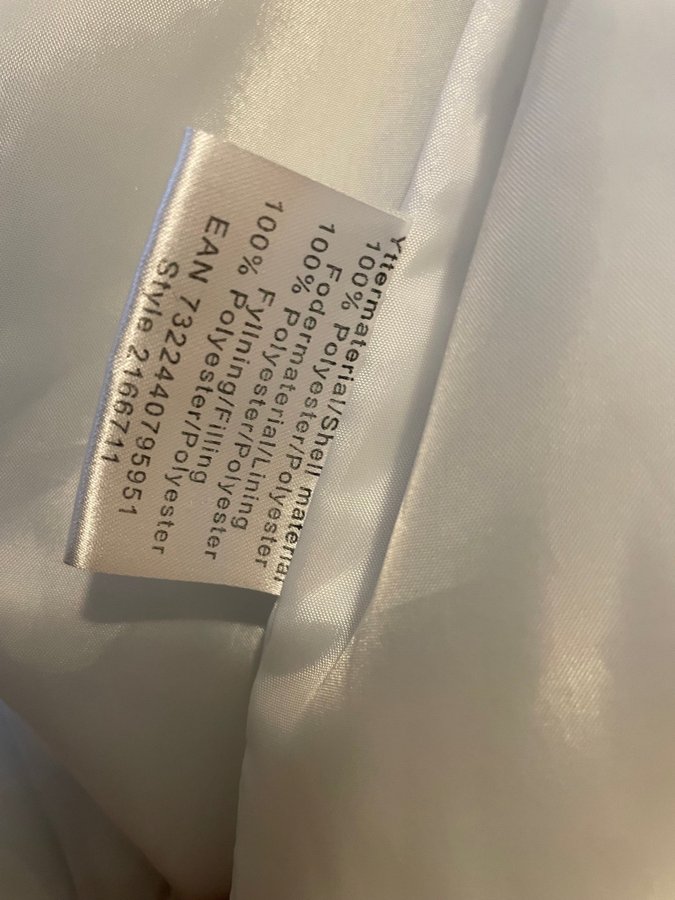 Yttermaterial/Shell material
100% Polyester/Polyester
Fodermaterial/Lining
100% Polyester/Polyester
Fyllning/Filling
100% Polyester/Polyester
EAN 7322440795951
Style 2166711